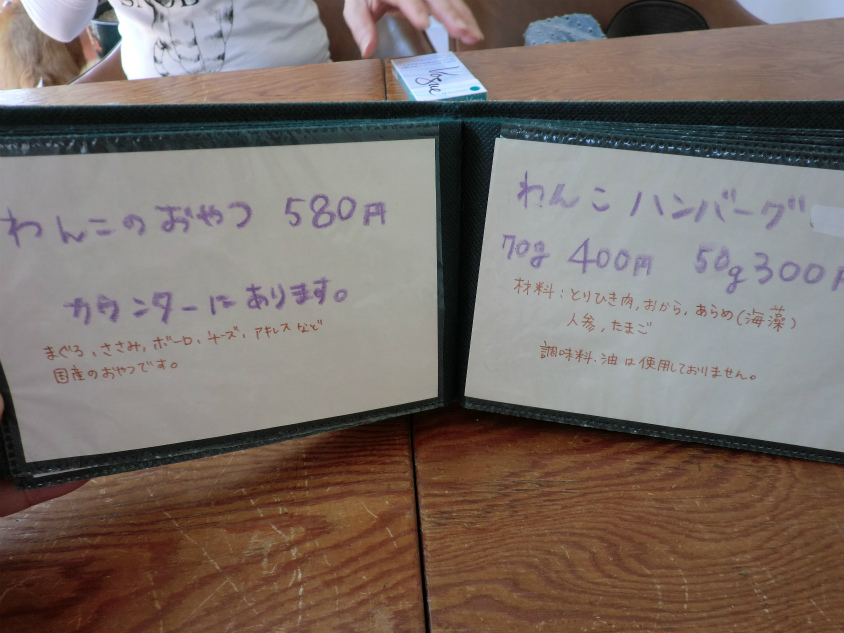 Vogue
わんこのおやつ 580円
カウンターにあります。
まぐろ、ささみ、ボーロ、チーズ、アキレスなど
国産のおやつです。
わんこハンバーグ
70g 400円 50g 300円
材料:とりひき肉,おから,あらめ(海藻)
人参,たまご
調味料、油は使用しておりません。